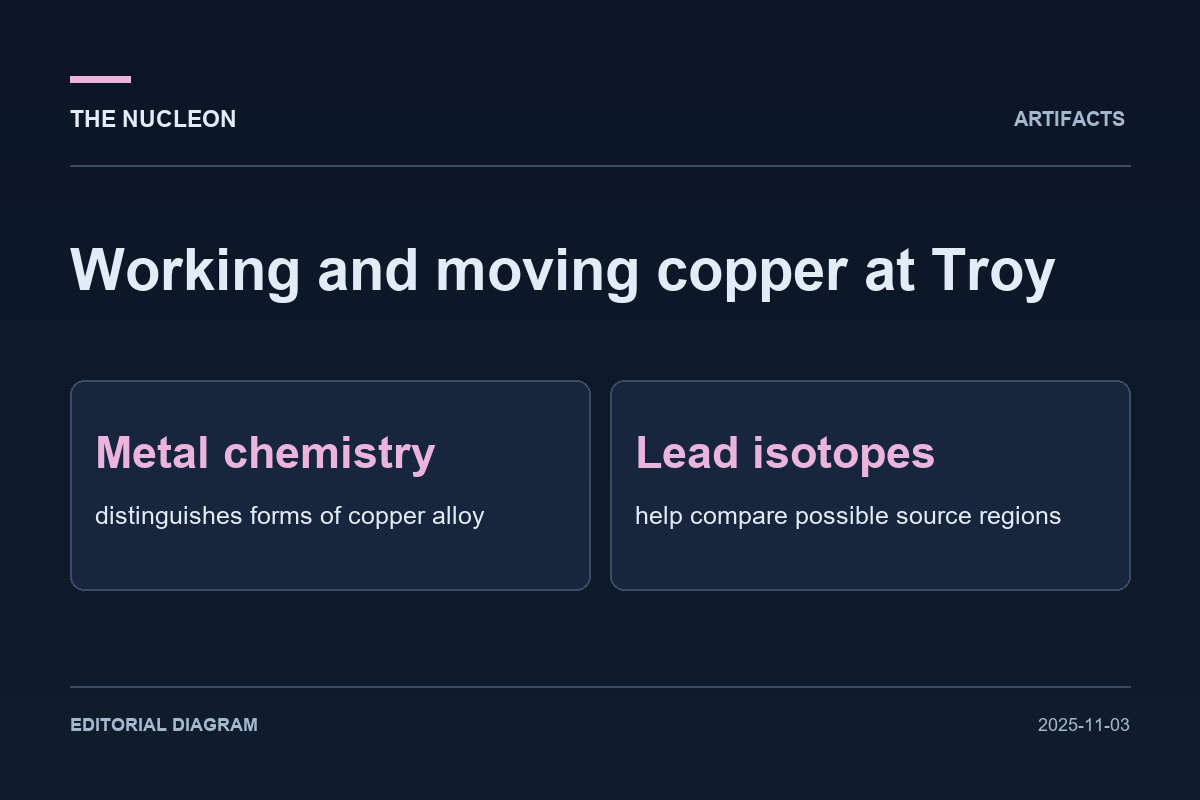 THE NUCLEON
ARTIFACTS
Working and moving copper at Troy
Metal chemistry
distinguishes forms of copper alloy
Lead isotopes
help compare possible source regions
EDITORIAL DIAGRAM
2025-11-03